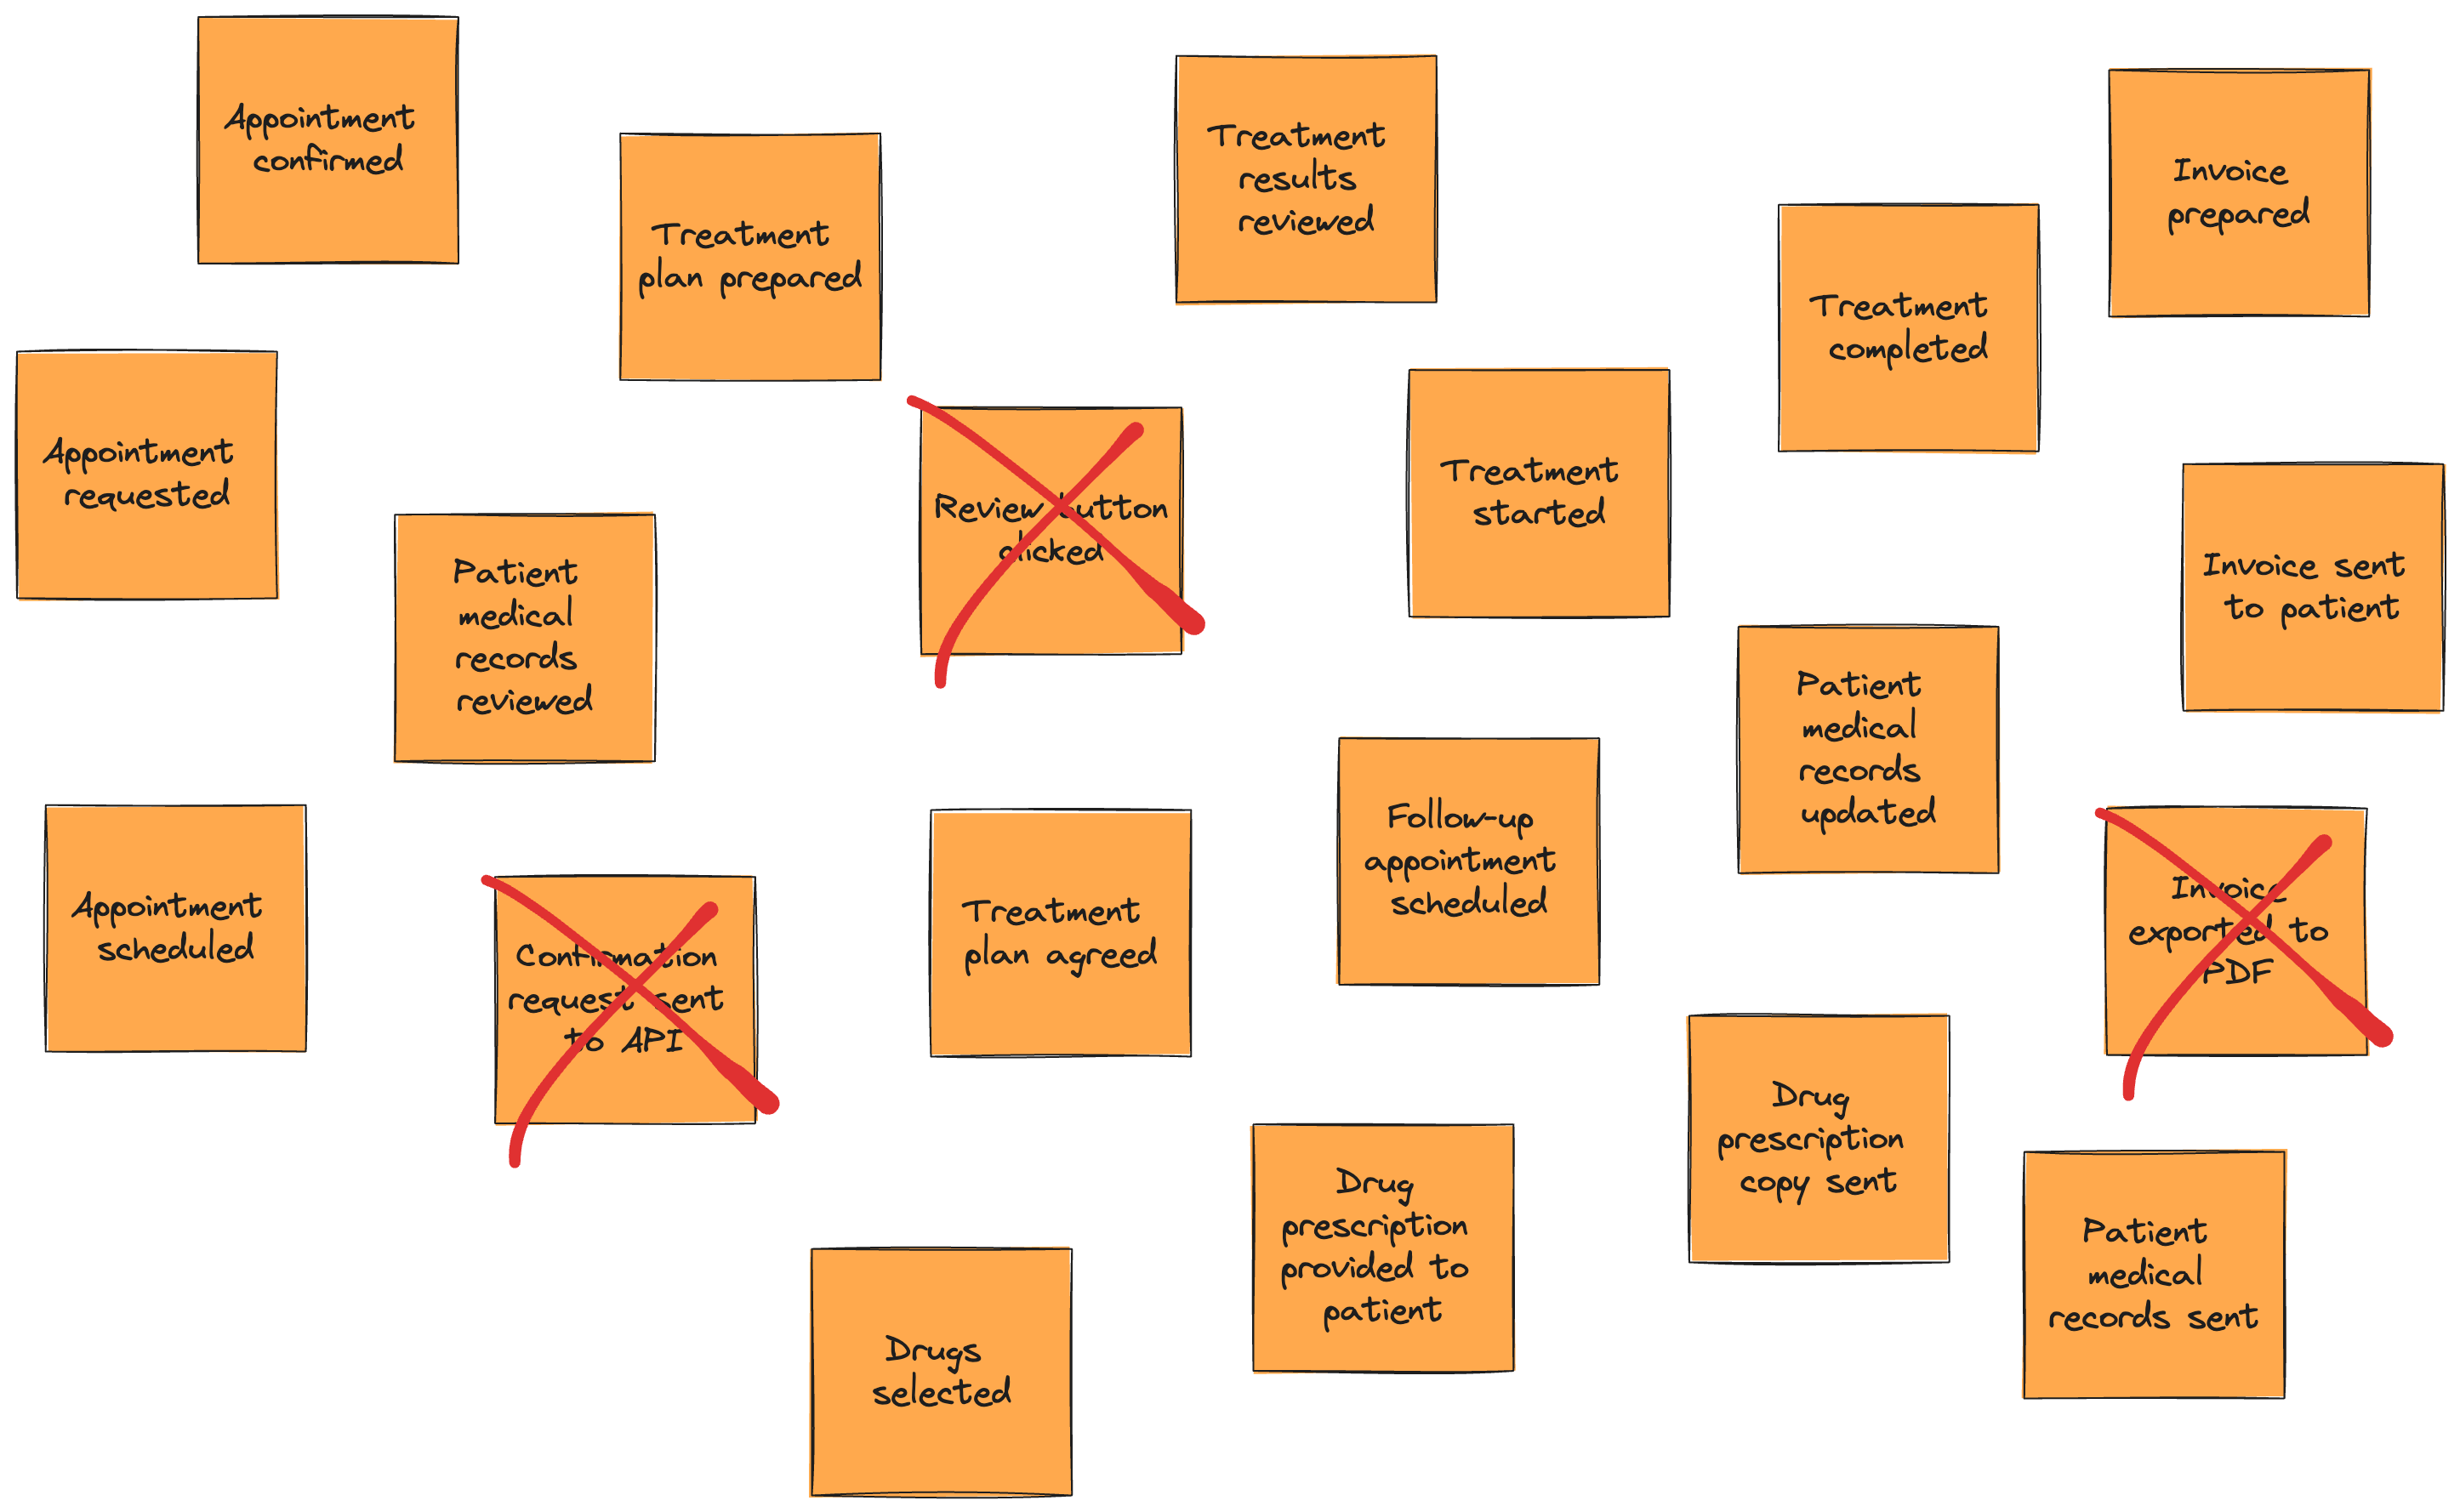 Appointment
confirmed
Treatment
plan prepared
Treatment
results
reviewed
Invoice
prepared
Treatment
completed
Appointment
requested
Patient
medical
records
reviewed
Review button
clicked
Treatment
started
Invoice sent
to patient
Patient
medical
records
updated
Appointment
scheduled
Confirmation
request sent
to API
Treatment
plan agreed
Follow-up
appointment
scheduled
Invoice
exported to
PDF
Drug
prescription
copy sent
Drug
prescription
provided to
patient
Patient
medical
records sent
Drugs
selected